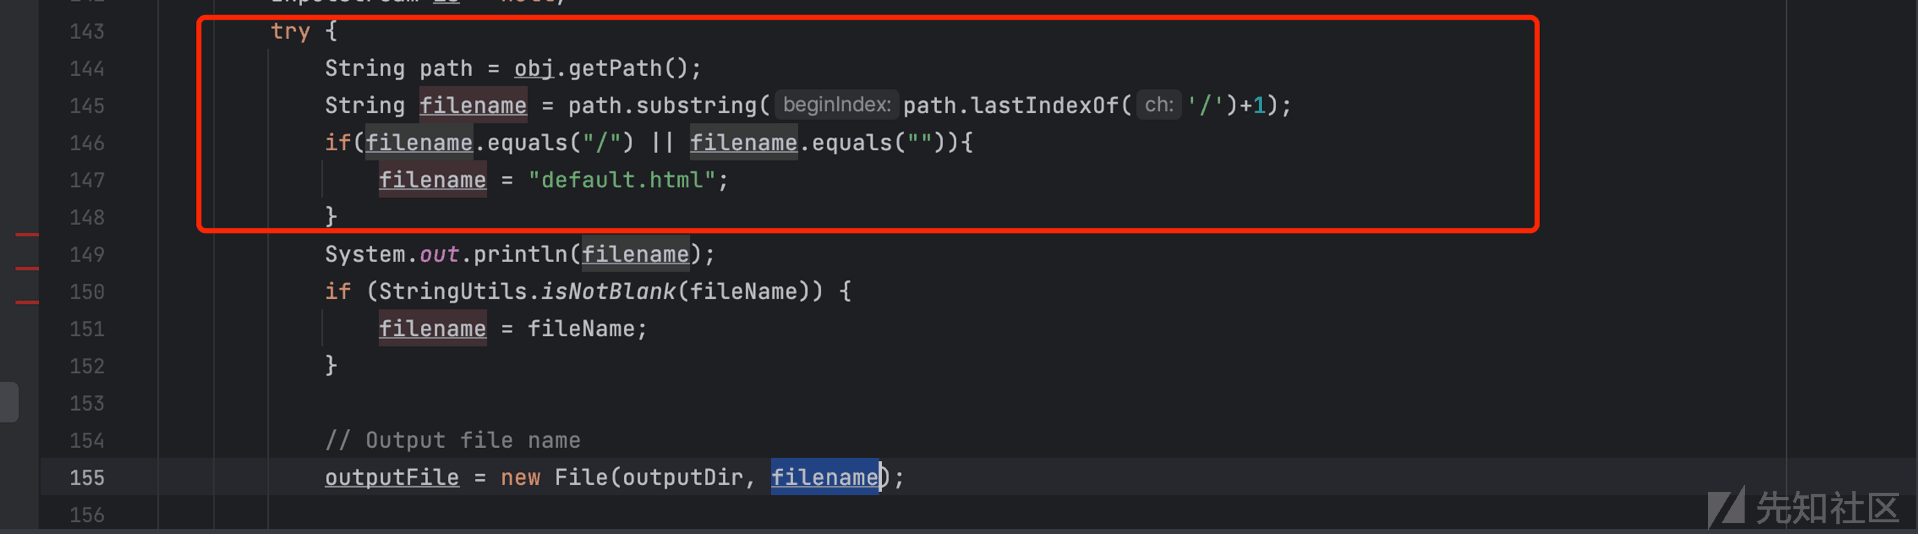 143 try {
144 String path = obj.getPath();
145 String filename = path.substring( beginIndex: path.lastIndexOf( ch: '/')+1);
146 if(filename.equals("/") || filename.equals("")){
147 filename = "default.html";
148 }
149 System.out.println(filename);
150 if (StringUtils.isNotBlank(fileName)) {
151 filename = fileName;
152 }
153
154 // Output file name
155 outputFile = new File(outputDir, filename);
156
先知社区